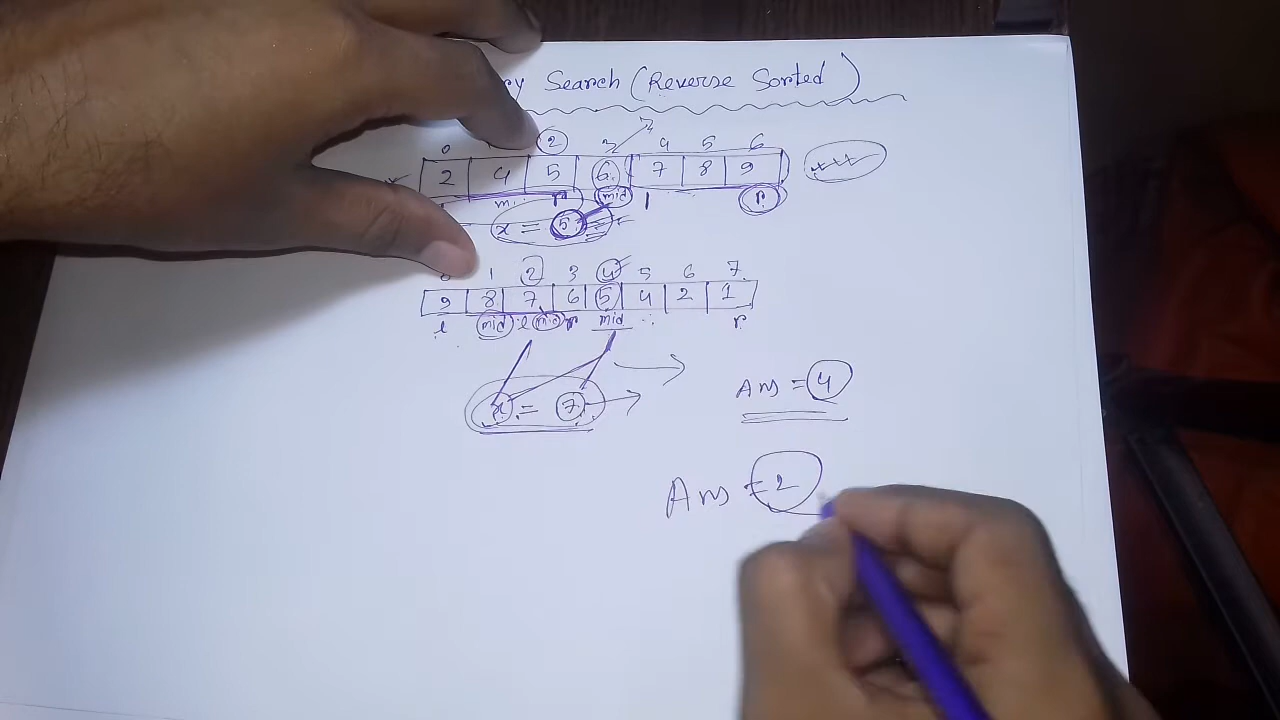 Search (Reverse Sorted)
0 2 3 4 5 6
2 4 5 6 7 8 9
m r mid l r
x = 5
0 1 2 3 4 5 6 7
9 8 7 6 5 4 2 1
l mid l mid r mid r
x = 7
Ans = 4
Ans = 2